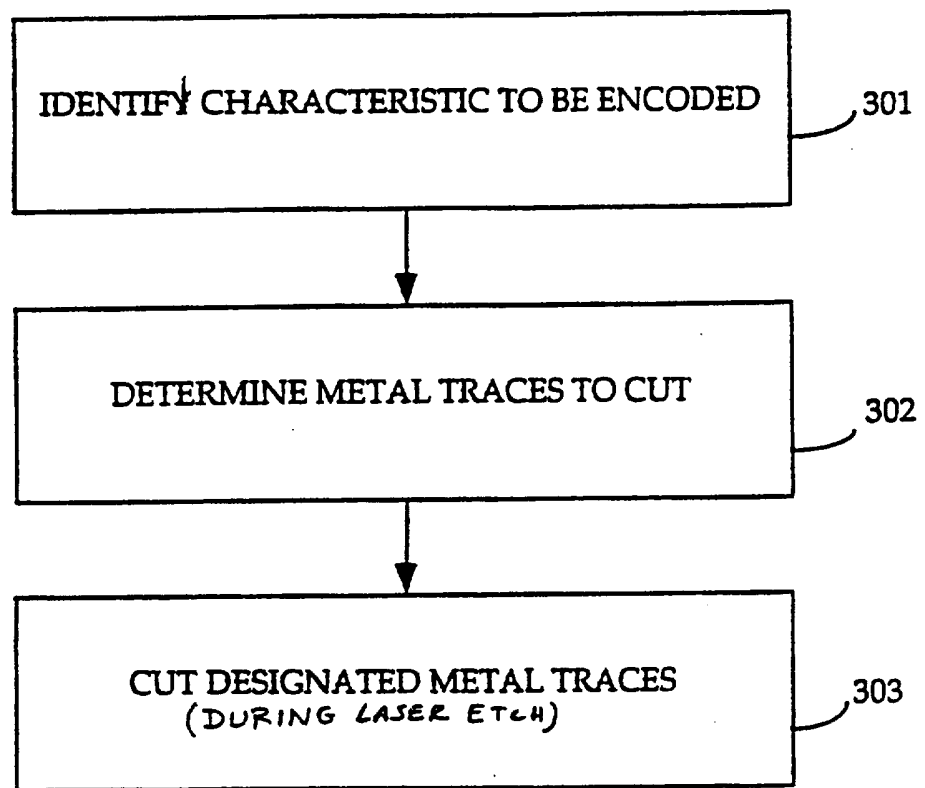 IDENTIFY CHARACTERISTIC TO BE ENCODED
301
DETERMINE METAL TRACES TO CUT
302
CUT DESIGNATED METAL TRACES
(DURING LASER ETCH)
303